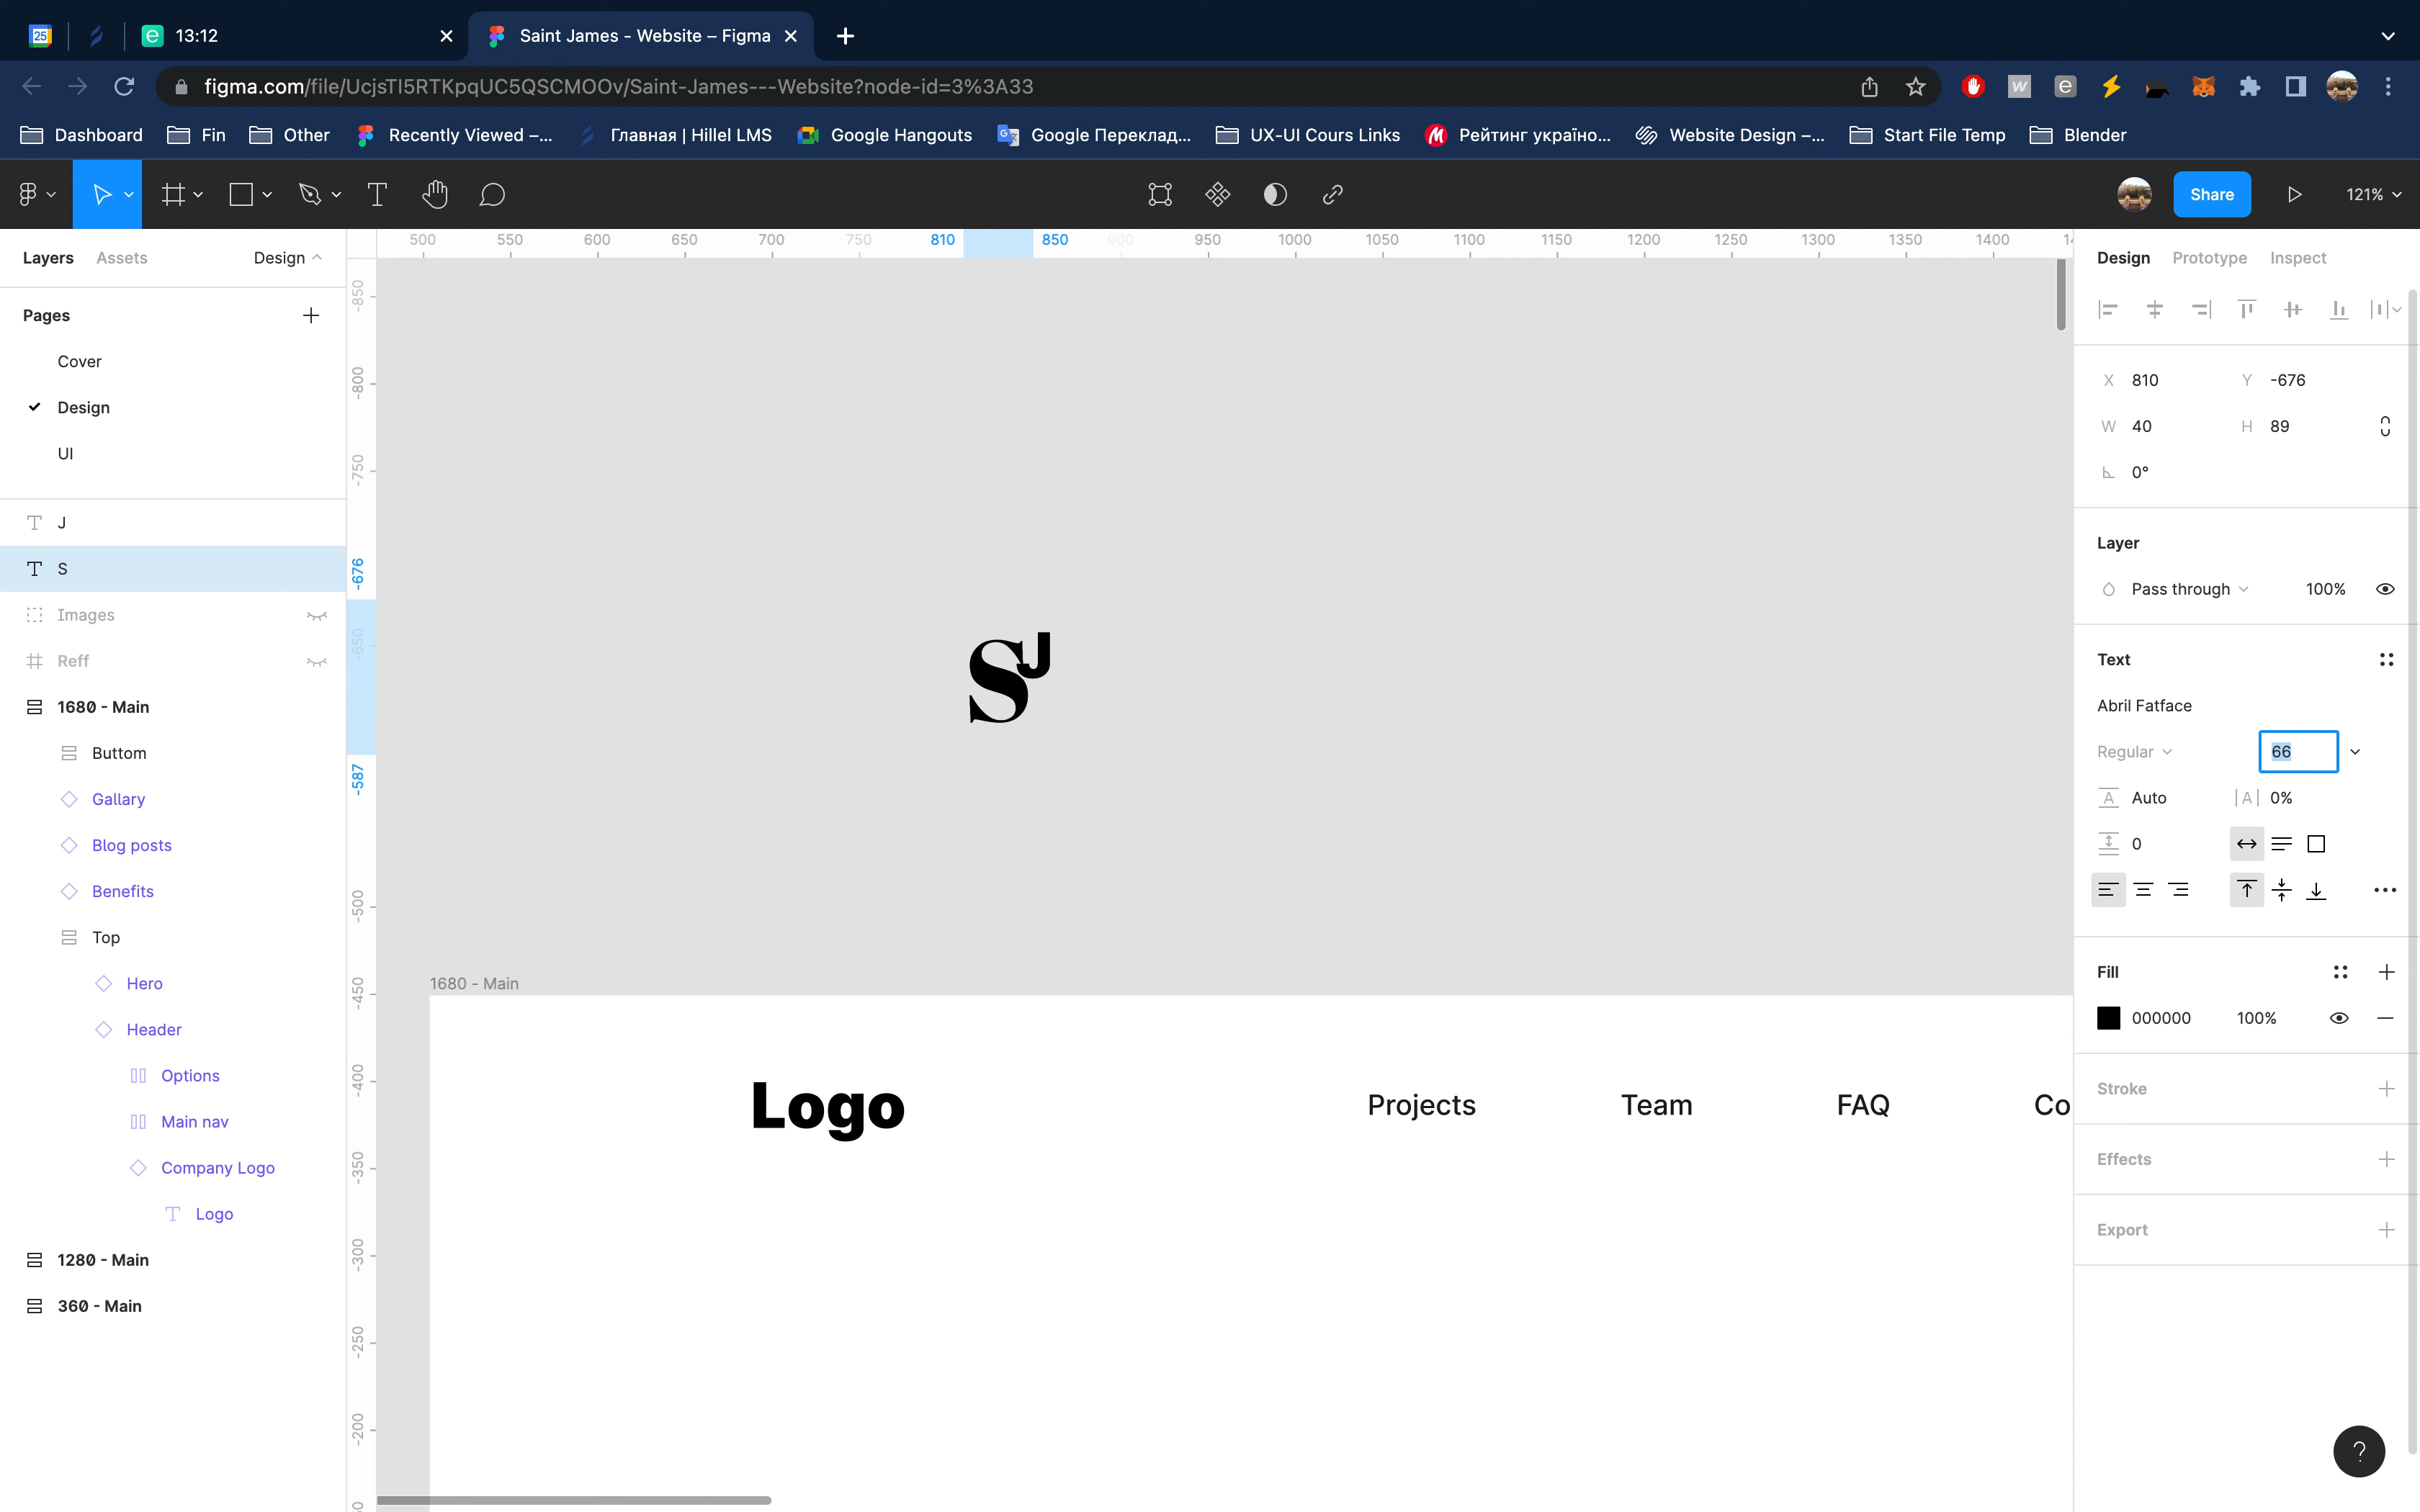 25
13:12
Saint James - Website – Figma
figma.com/file/UcjsTI5RTKpqUC5QSCMOOv/Saint-James---Website?node-id=3%3A33
Dashboard Fin Other Recently Viewed –... Главная | Hillel LMS Google Hangouts Google Переклад... UX-UI Cours Links Рейтинг україно... Website Design –... Start File Temp Blender
Share
121%
Layers Assets Design
Pages
Cover
Design
UI
J
S
Images
Reff
1680 - Main
Buttom
Gallary
Blog posts
Benefits
Top
Hero
Header
Options
Main nav
Company Logo
Logo
1280 - Main
360 - Main
500 550 600 650 700 750 810 850 900 950 1000 1050 1100 1150 1200 1250 1300 1350 1400
-850
-800
-750
-676
-650
-587
-500
-450
-400
-350
-300
-250
-200
S J
1680 - Main
Logo Projects Team FAQ Co
Design Prototype Inspect
X 810 Y -676
W 40 H 89
0°
Layer
Pass through 100%
Text
Abril Fatface
Regular 66
A Auto |A| 0%
0
Fill
000000 100%
Stroke
Effects
Export
?